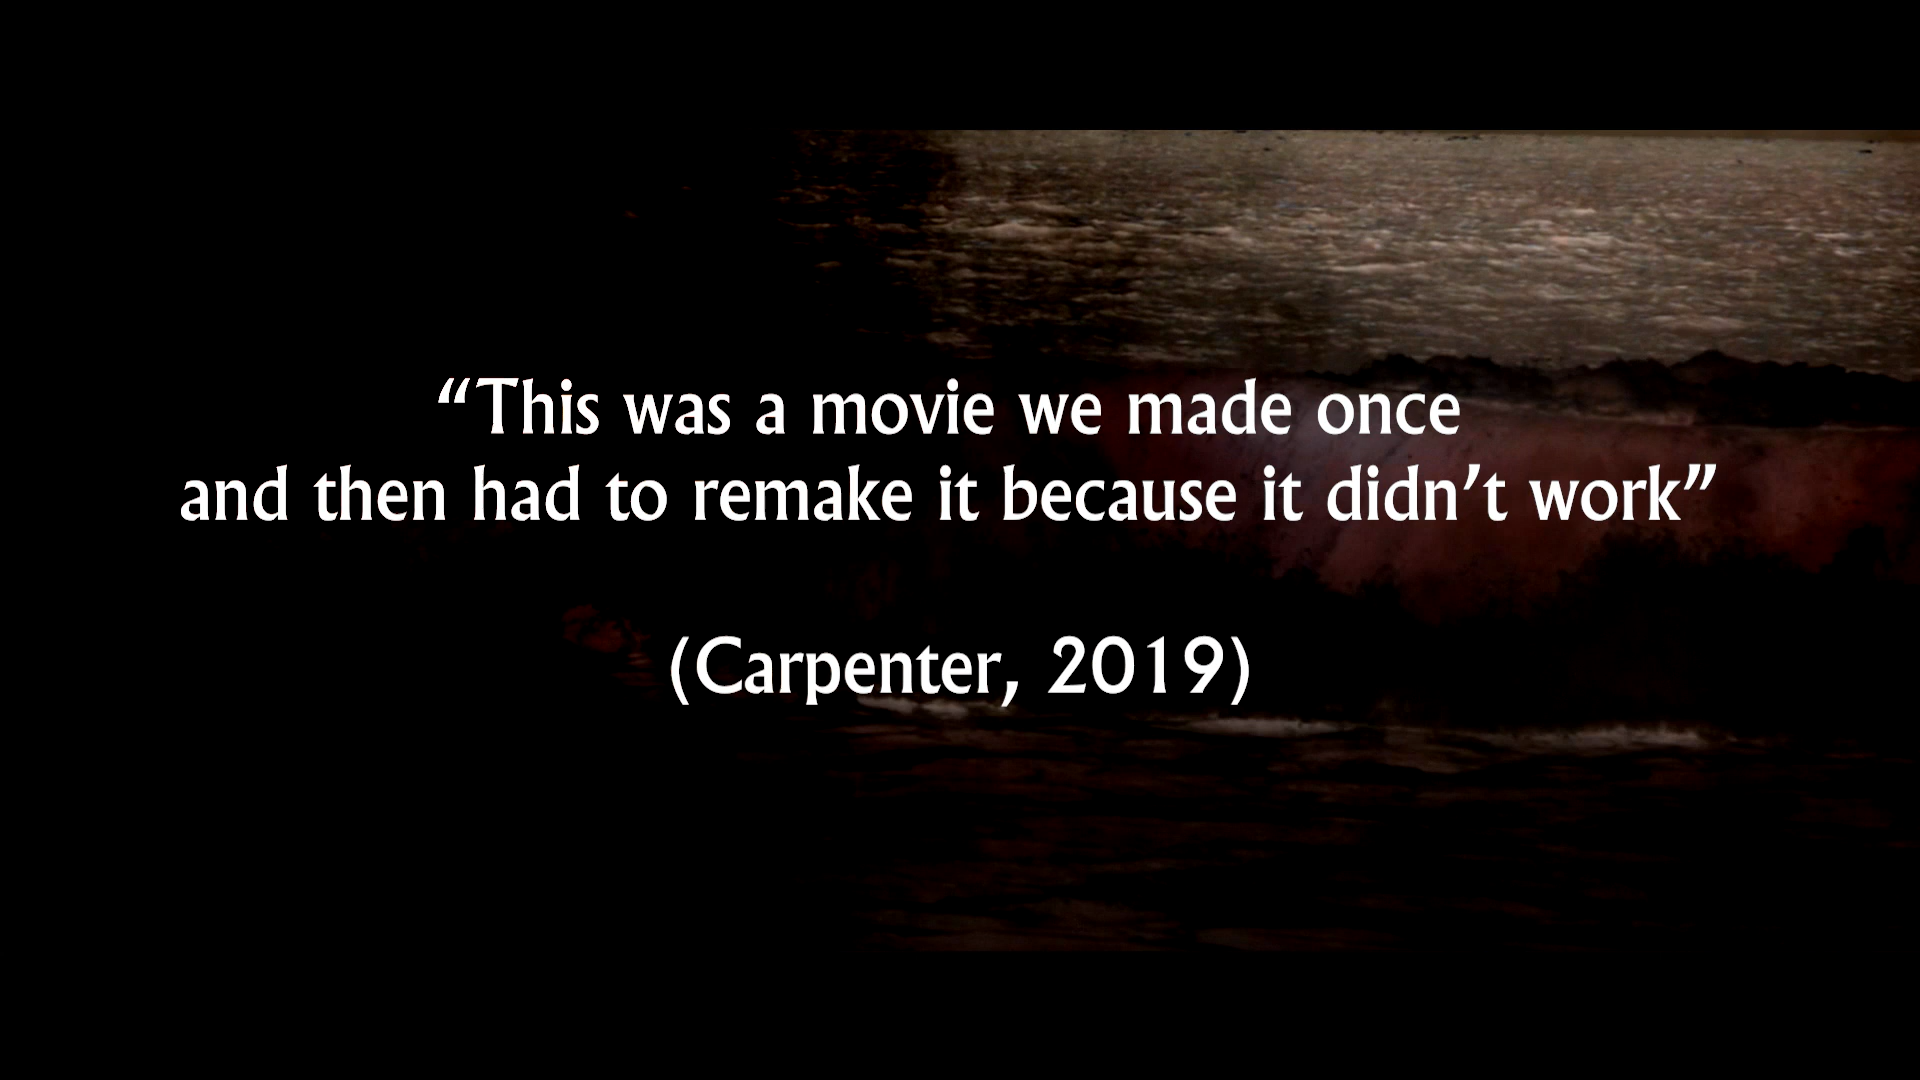 “This was a movie we made once
and then had to remake it because it didn’t work”
(Carpenter, 2019)